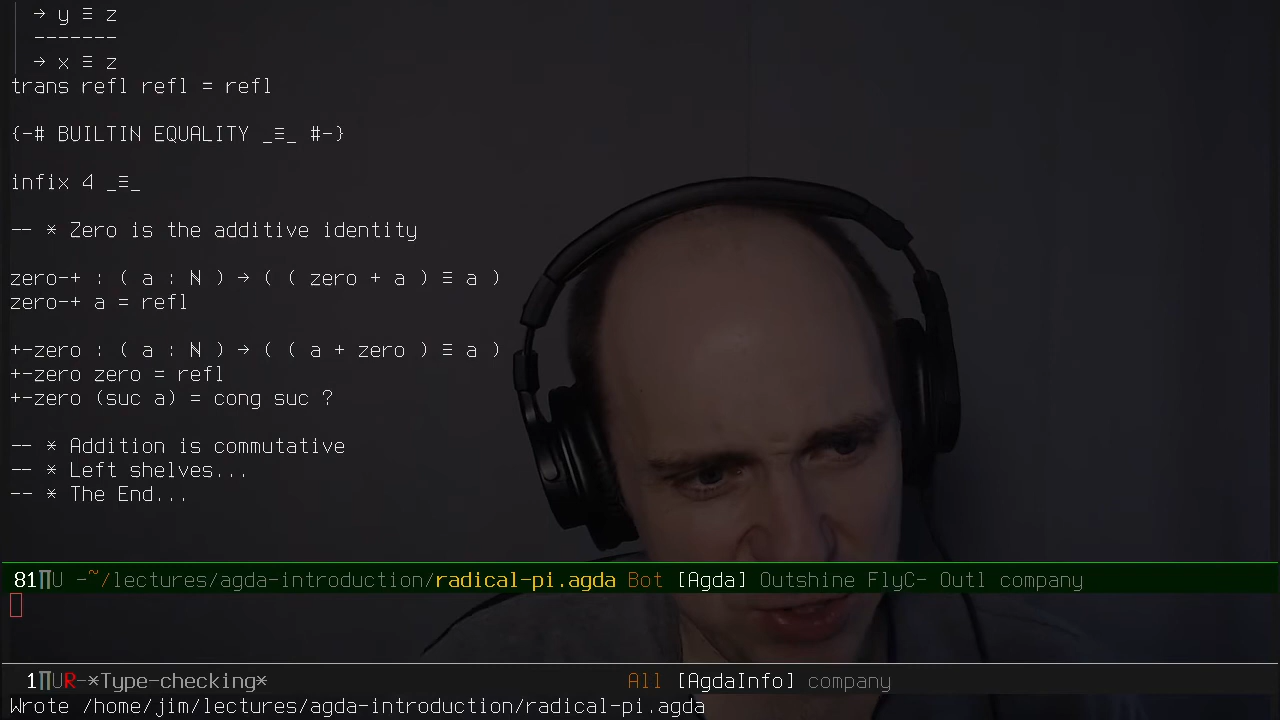 → y ≡ z
-------
→ x ≡ z
trans refl refl = refl
{-# BUILTIN EQUALITY _≡_ #-}
infix 4 _≡_
-- * Zero is the additive identity
zero-+ : ( a : N ) → ( ( zero + a ) ≡ a )
zero-+ a = refl
+-zero : ( a : N ) → ( ( a + zero ) ≡ a )
+-zero zero = refl
+-zero (suc a) = cong suc ?
-- * Addition is commutative
-- * Left shelves...
-- * The End...
81∏U -~/lectures/agda-introduction/radical-pi.agda Bot [Agda] Outshine FlyC- Outl company
1∏UR-*Type-checking* All [AgdaInfo] company
Wrote /home/jim/lectures/agda-introduction/radical-pi.agda